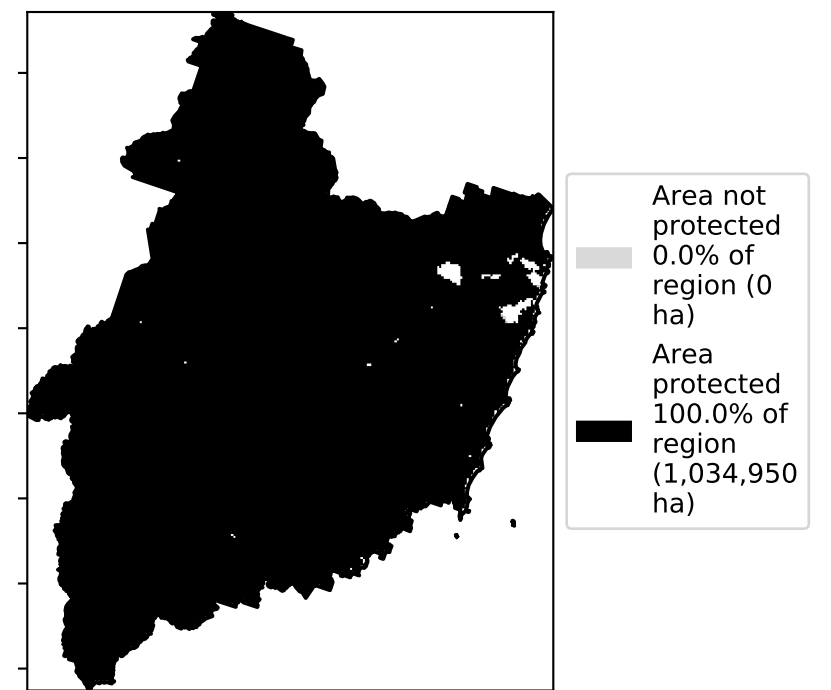 Area not
protected
0.0% of
region (0
ha)
Area
protected
100.0% of
region
(1,034,950
ha)